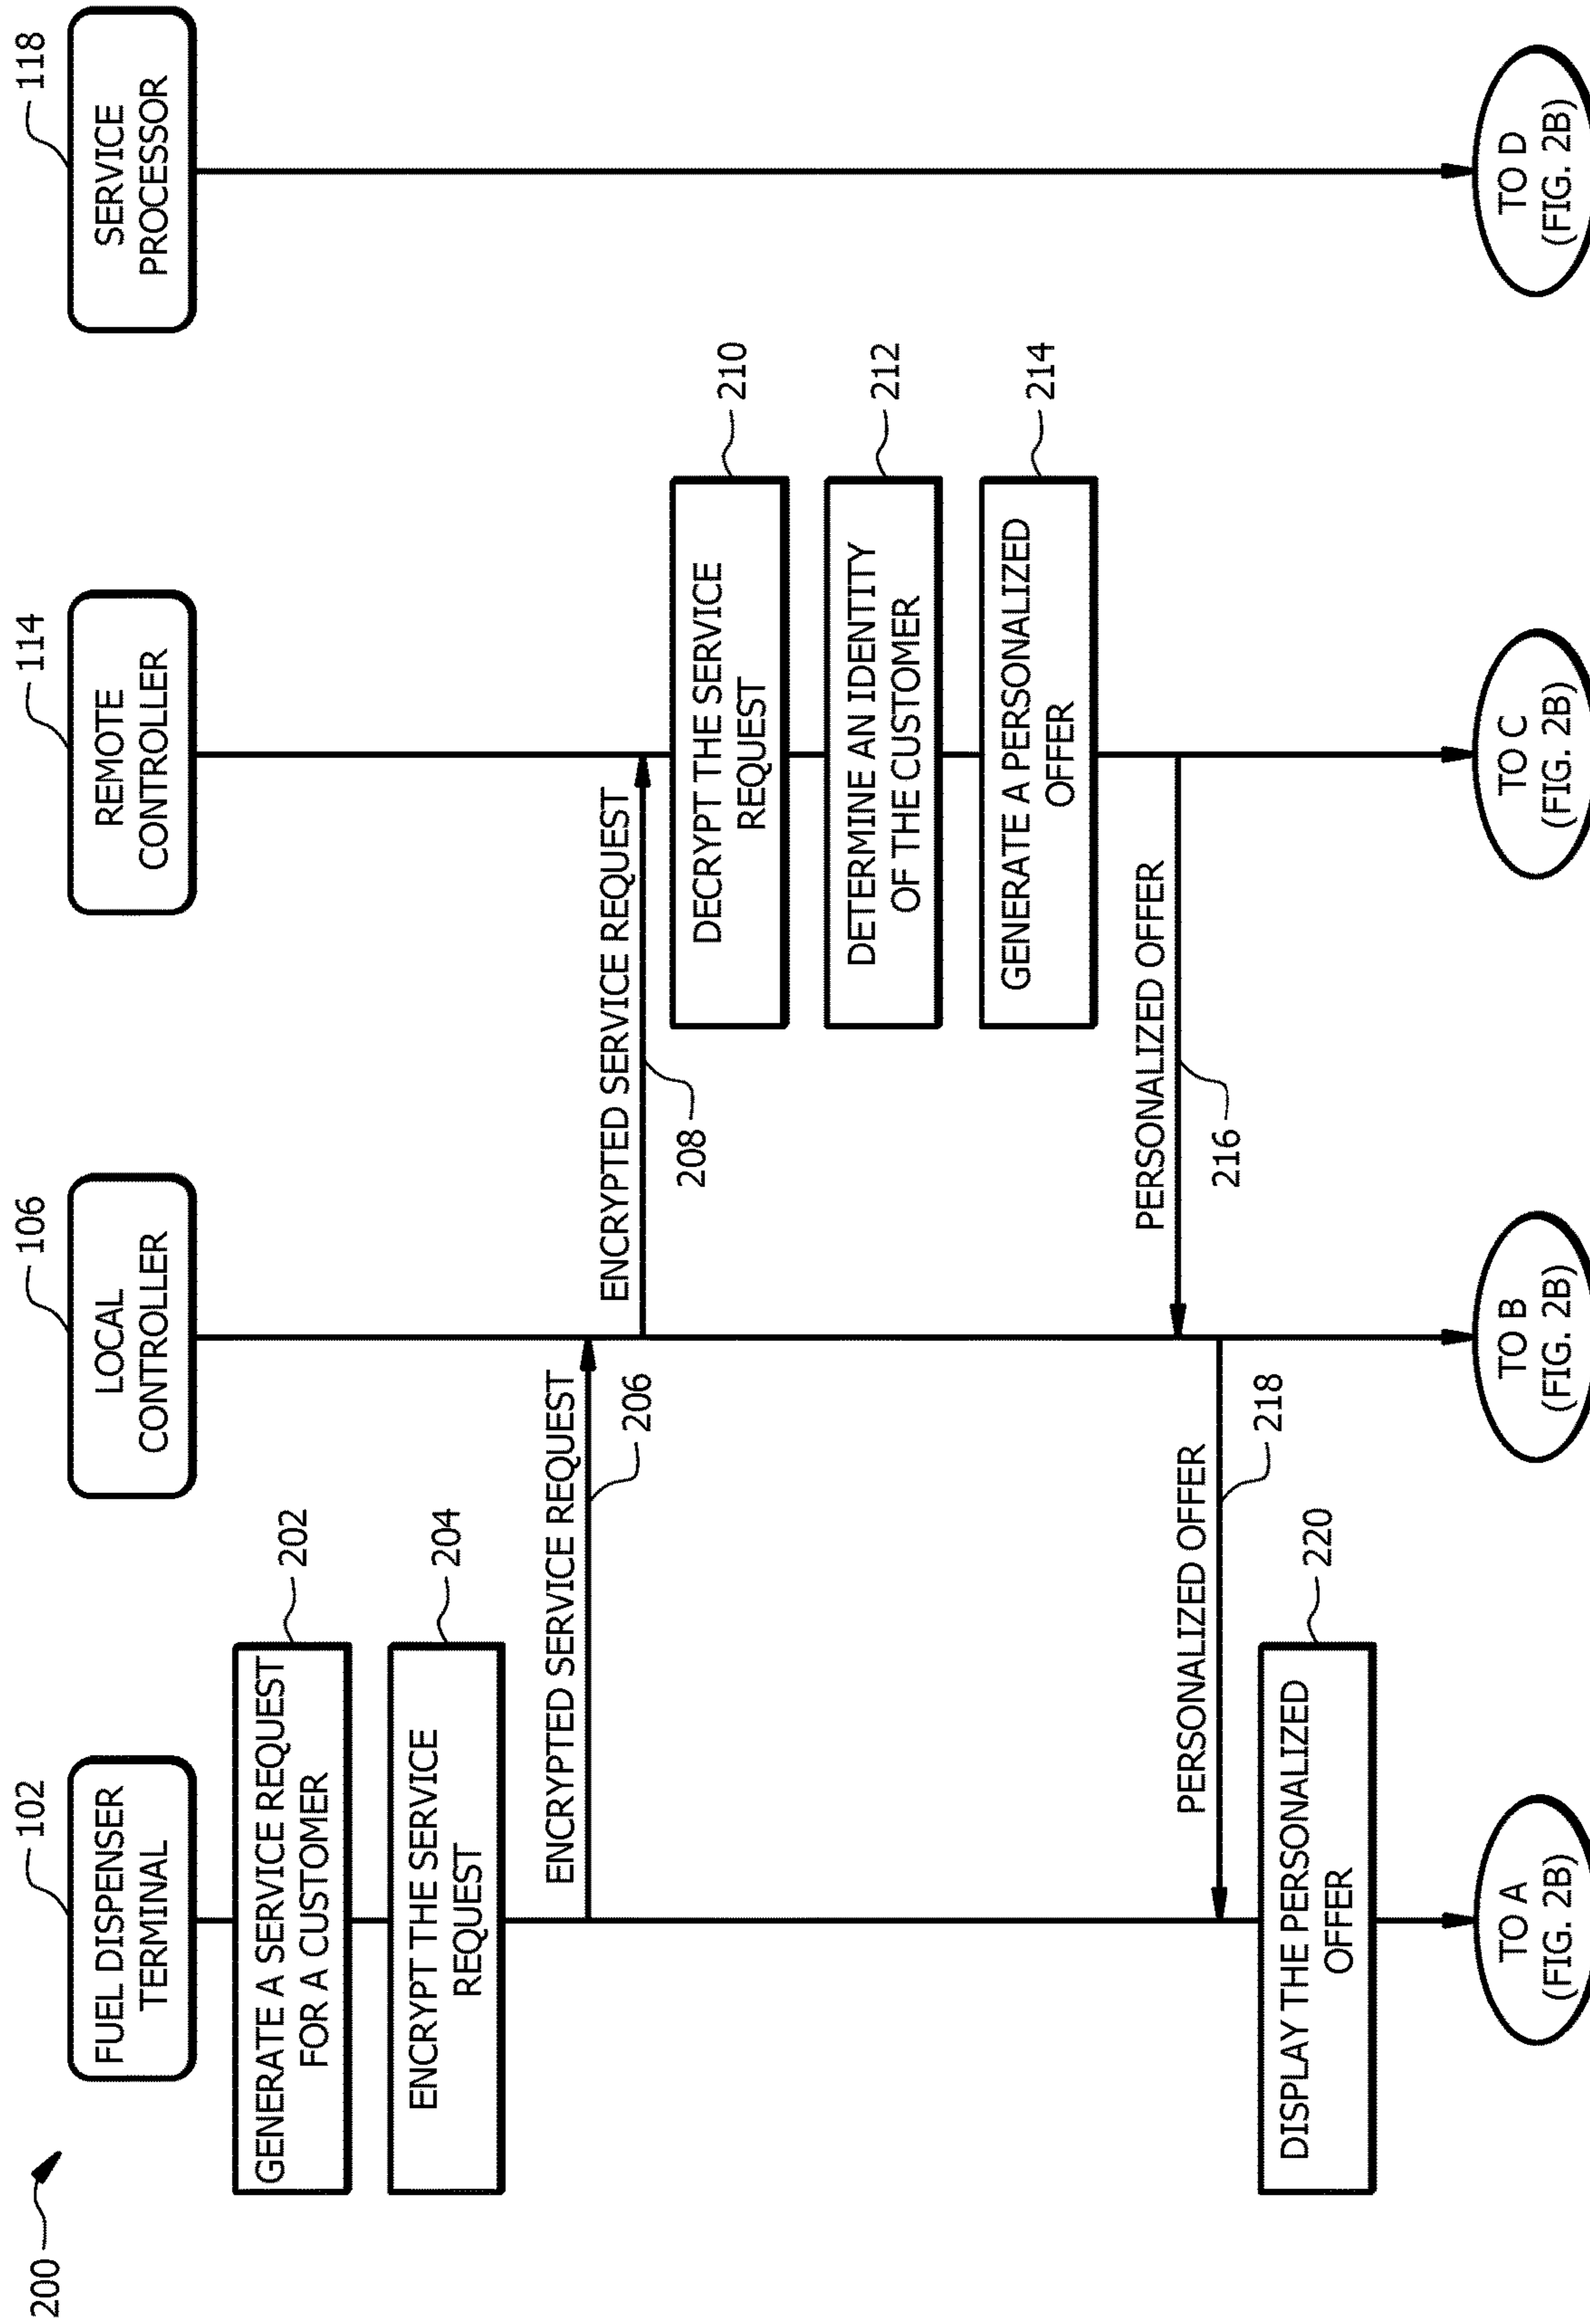 200
102
106
114
118
FUEL DISPENSER
TERMINAL
LOCAL
CONTROLLER
REMOTE
CONTROLLER
SERVICE
PROCESSOR
GENERATE A SERVICE REQUEST
FOR A CUSTOMER
202
ENCRYPT THE SERVICE
REQUEST
204
ENCRYPTED SERVICE REQUEST
206
ENCRYPTED SERVICE REQUEST
208
DECRYPT THE SERVICE
REQUEST
210
DETERMINE AN IDENTITY
OF THE CUSTOMER
212
GENERATE A PERSONALIZED
OFFER
214
PERSONALIZED OFFER
216
PERSONALIZED OFFER
218
DISPLAY THE PERSONALIZED
OFFER
220
TO A
(FIG. 2B)
TO B
(FIG. 2B)
TO C
(FIG. 2B)
TO D
(FIG. 2B)